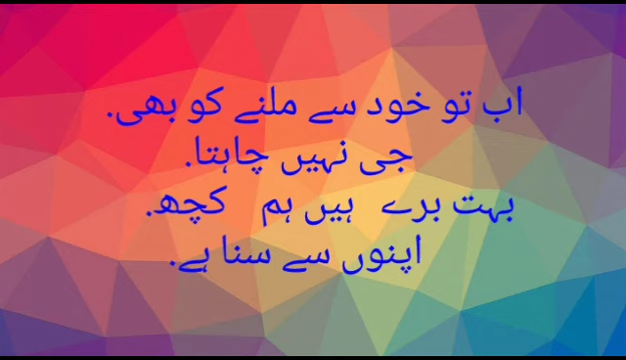 اب تو خود سے ملنے کو بھی.
جی نہیں چاہتا.
بہت برے ہیں ہم کچھ.
اپنوں سے سنا ہے.